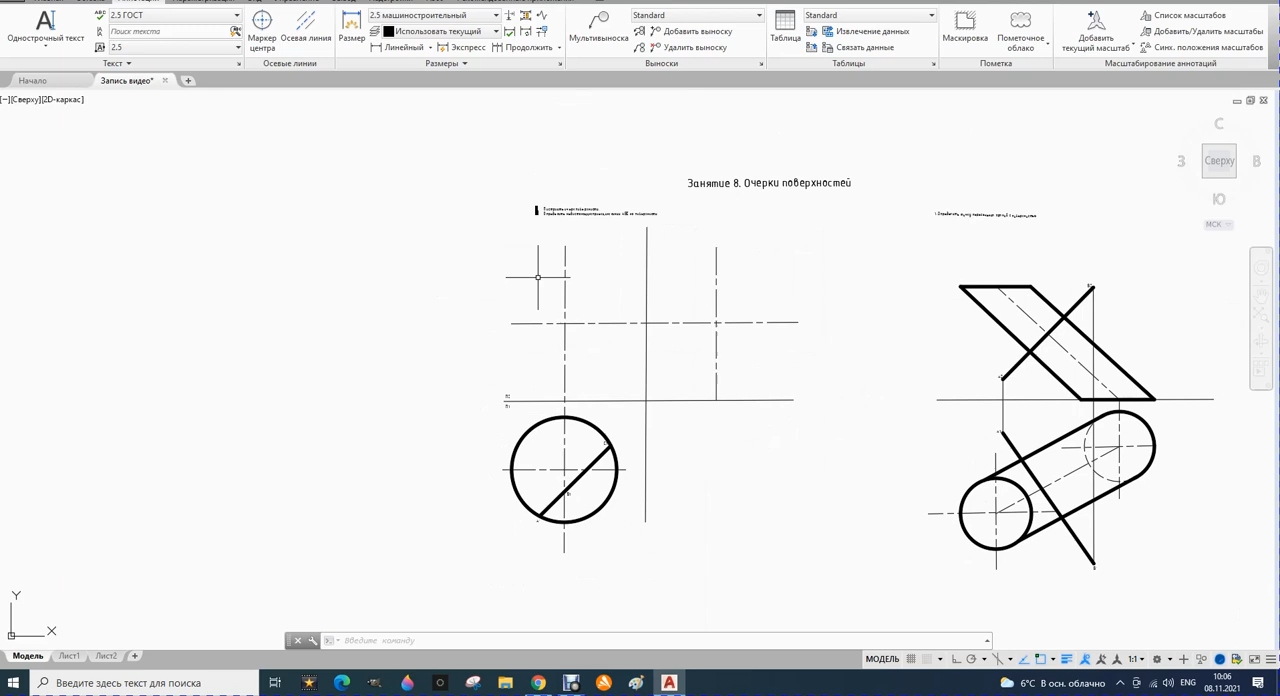 Однострочный текст
2.5 ГОСТ
Поиск текста
2.5
Текст
Маркер центра
Осевая линия
Осевые линии
Размер
2.5 машиностроительный
Использовать текущий
Линейный
Экспресс
Продолжить
Размеры
Мультивыноска
Standard
Добавить выноску
Удалить выноску
Выноски
Таблица
Standard
Извлечение данных
Связать данные
Таблицы
Маскировка
Пометочное облако
Пометка
Добавить текущий масштаб
Список масштабов
Добавить/Удалить масштабы
Синх. положения масштаба
Масштабирование аннотаций
Начало
Запись видео*
[−][Сверху][2D-каркас]
С
З
Сверху
В
Ю
МСК
Занятие 8. Очерки поверхностей
Y
X
Введите команду
Модель
Лист1
Лист2
МОДЕЛЬ
1:1
Введите здесь текст для поиска
6°C В осн. облачно
ENG
10:06
08.11.2021